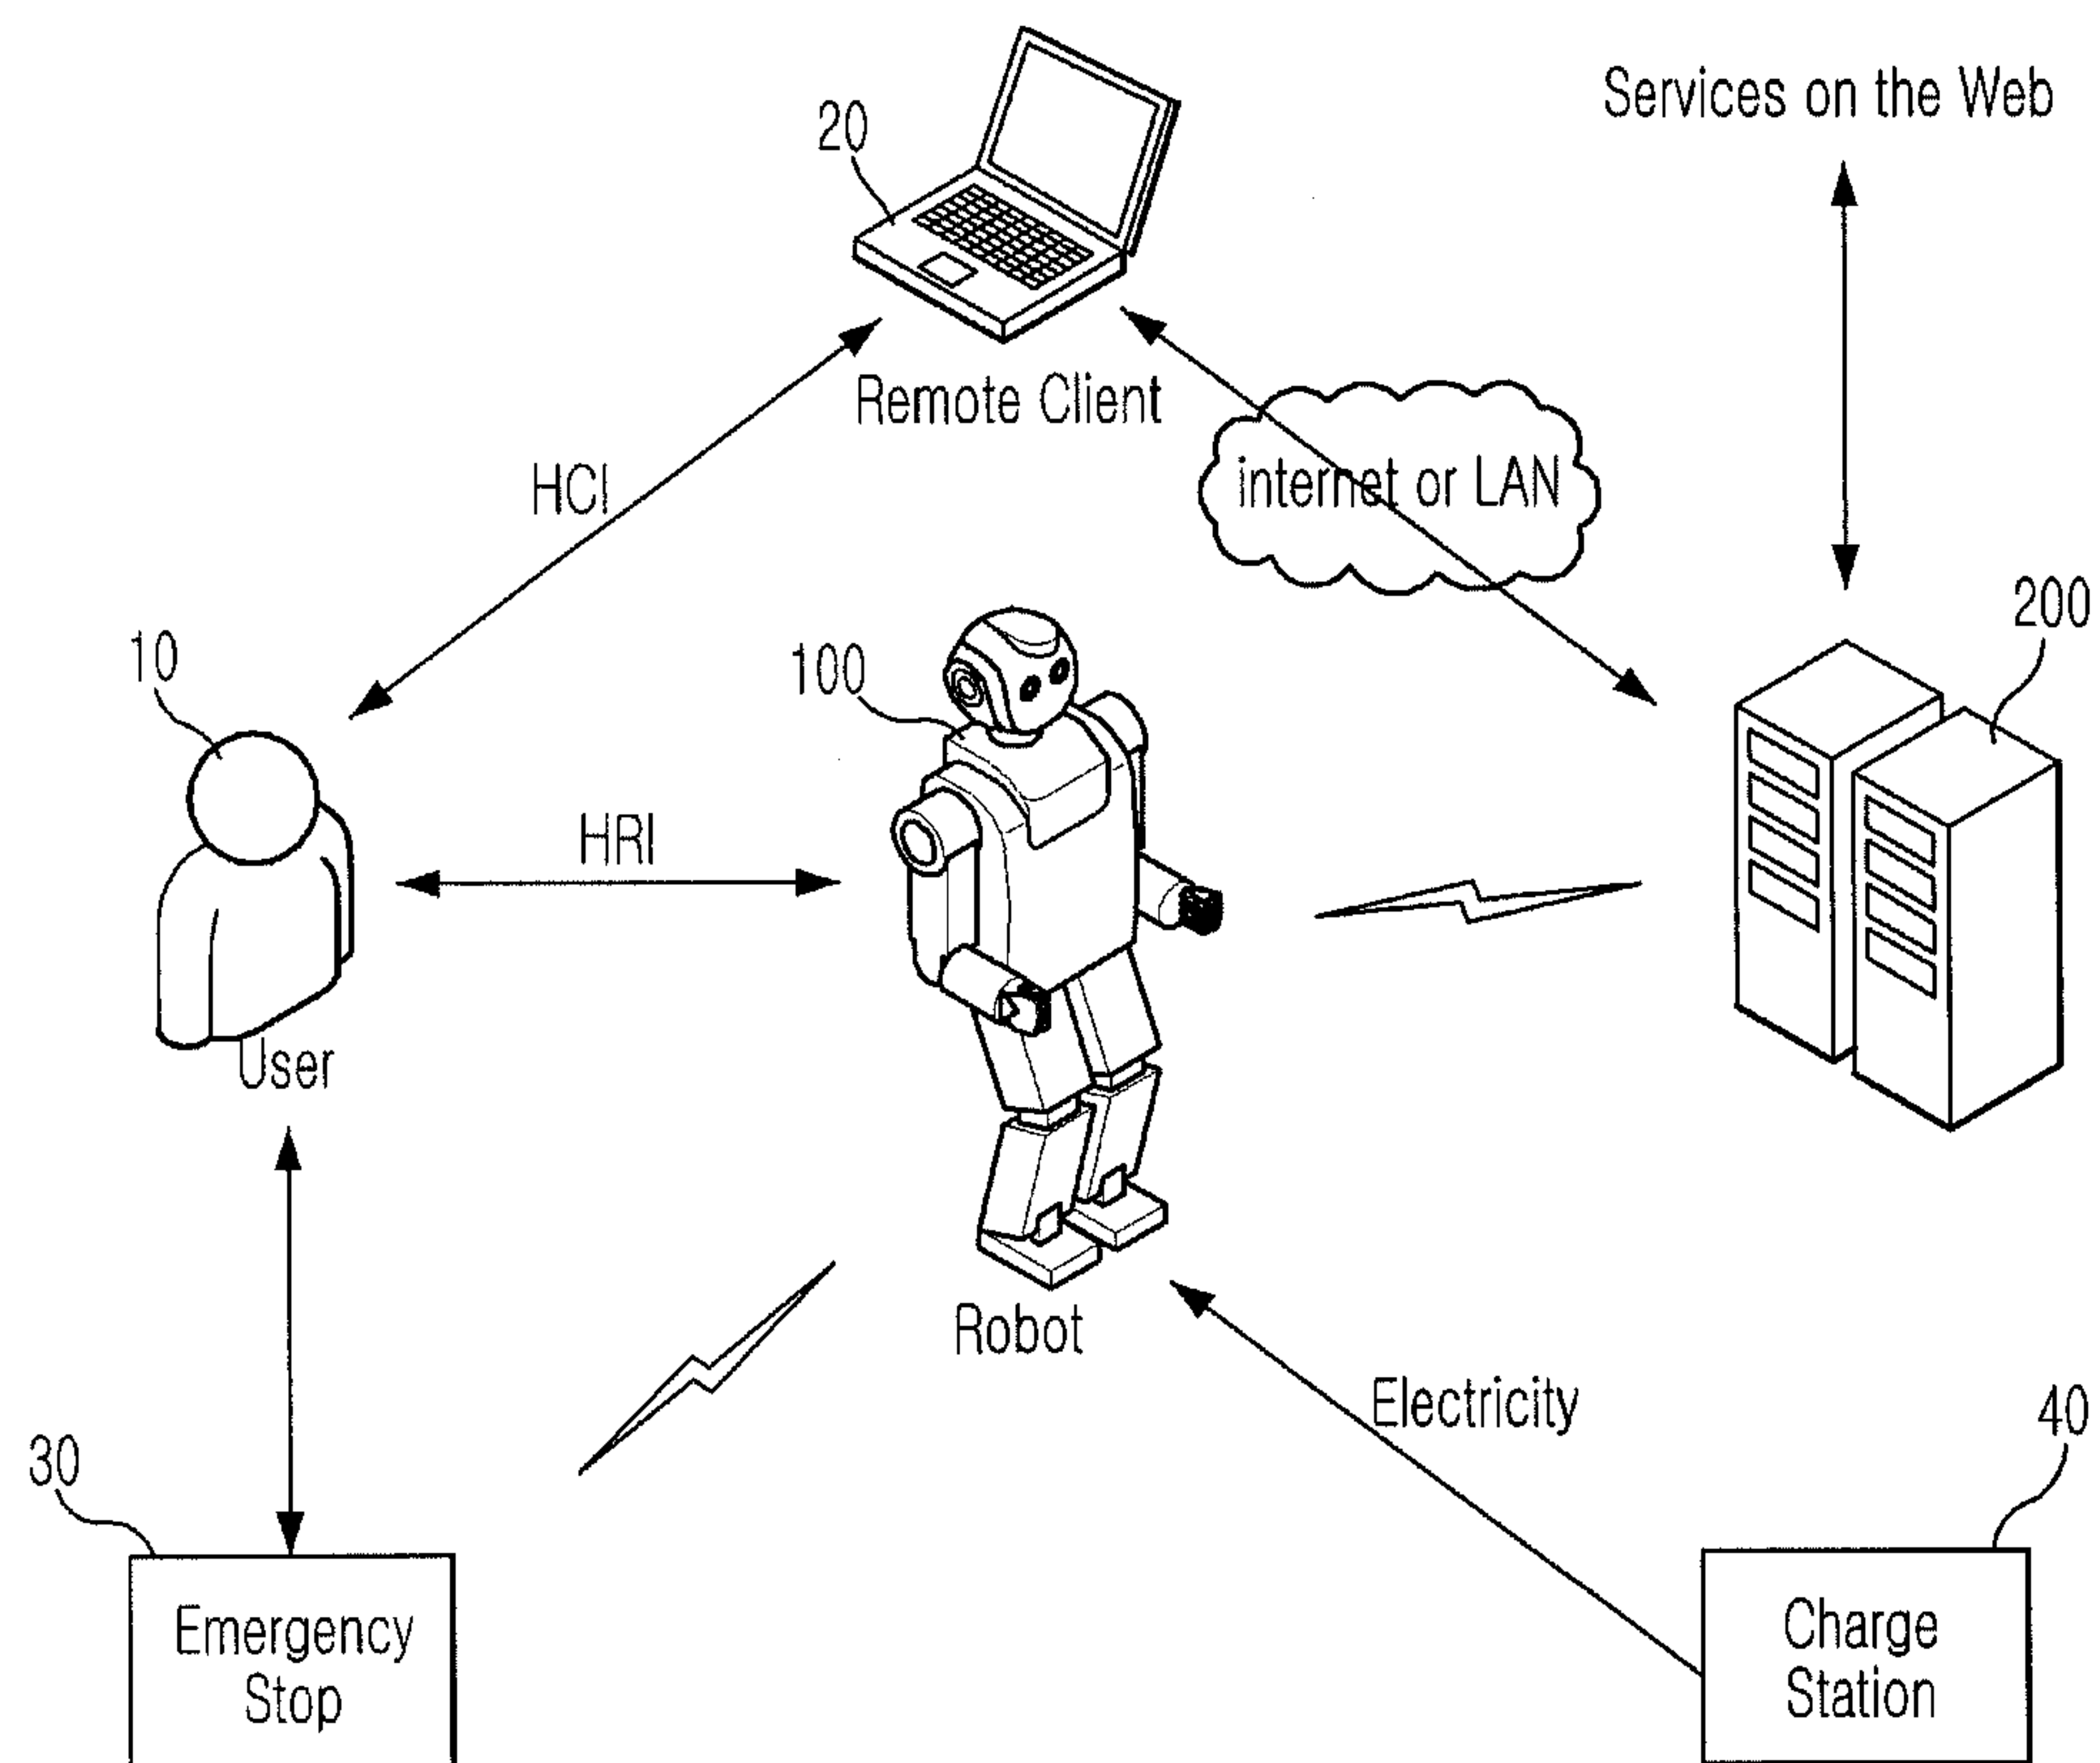 Services on the Web
20
Remote Client
internet or LAN
HCI
200
10
100
HRI
User
Robot
Electricity
40
30
Emergency
Stop
Charge
Station